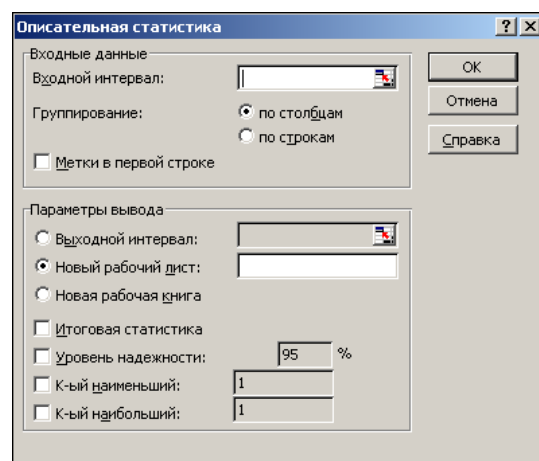 Описательная статистика
Входные данные
Входной интервал:
Группирование:
по столбцам
по строкам
Метки в первой строке
OK
Отмена
Справка
Параметры вывода
Выходной интервал:
Новый рабочий лист:
Новая рабочая книга
Итоговая статистика
Уровень надежности: 95 %
К-ый наименьший: 1
К-ый наибольший: 1